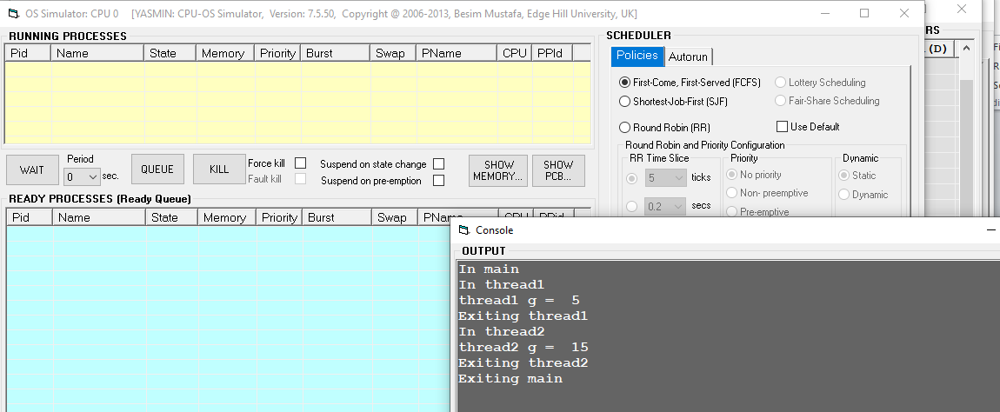 OS Simulator: CPU 0 [YASMIN: CPU-OS Simulator, Version: 7.5.50, Copyright @ 2006-2013, Besim Mustafa, Edge Hill University, UK]
RUNNING PROCESSES
Pid Name State Memory Priority Burst Swap PName CPU PPId
WAIT
Period
0 sec.
QUEUE
KILL
Force kill
Fault kill
Suspend on state change
Suspend on pre-emption
SHOW
MEMORY...
SHOW
PCB...
READY PROCESSES (Ready Queue)
Pid Name State Memory Priority Burst Swap PName CPU PPid
SCHEDULER
Policies Autorun
First-Come, First-Served (FCFS) Lottery Scheduling
Shortest-Job-First (SJF) Fair-Share Scheduling
Round Robin (RR) Use Default
Round Robin and Priority Configuration
RR Time Slice Priority Dynamic
5 ticks No priority Static
Non- preemptive Dynamic
0.2 secs Pre-emptive
RS
(D)
Console
OUTPUT
In main
In thread1
thread1 g = 5
Exiting thread1
In thread2
thread2 g = 15
Exiting thread2
Exiting main